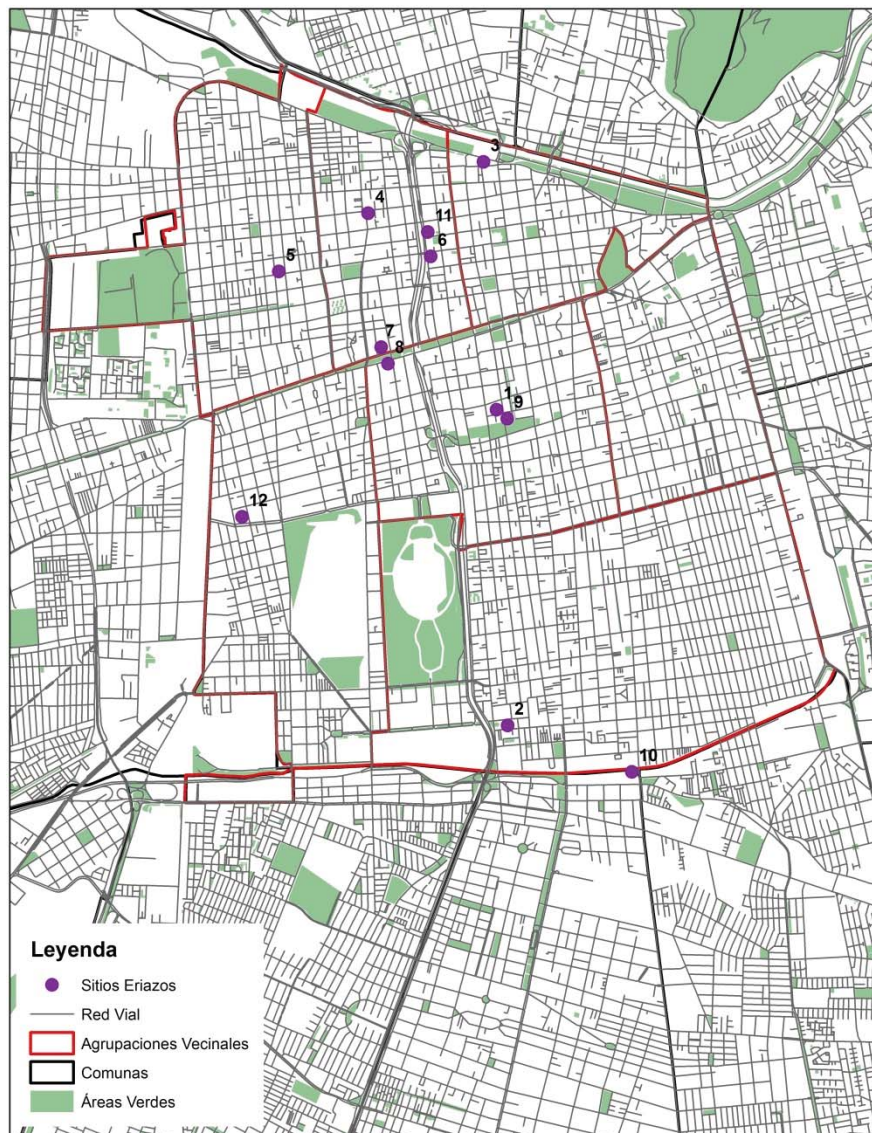 3
4
11
6
5
7
8
1
9
12
2
10
Leyenda
Sitios Eriazos
Red Vial
Agrupaciones Vecinales
Comunas
Áreas Verdes